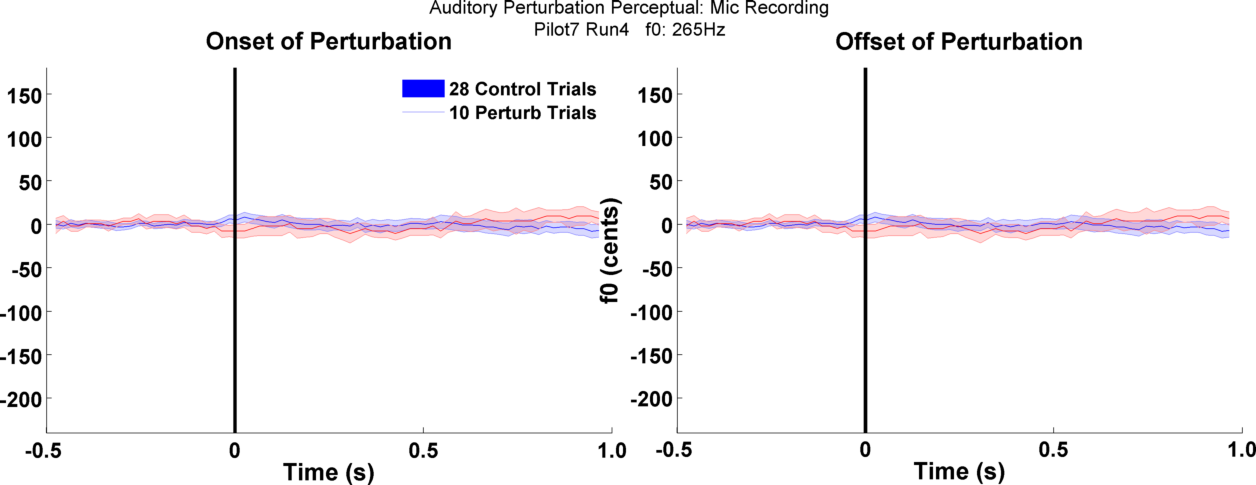 Auditory Perturbation Perceptual: Mic Recording
Pilot7 Run4 f0: 265Hz
Onset of Perturbation
28 Control Trials
10 Perturb Trials
150
100
50
0
-50
-100
-150
-200
-0.5 0 0.5 1.0
Time (s)
Offset of Perturbation
f0 (cents)
150
100
50
0
-50
-100
-150
-200
-0.5 0 0.5 1.0
Time (s)